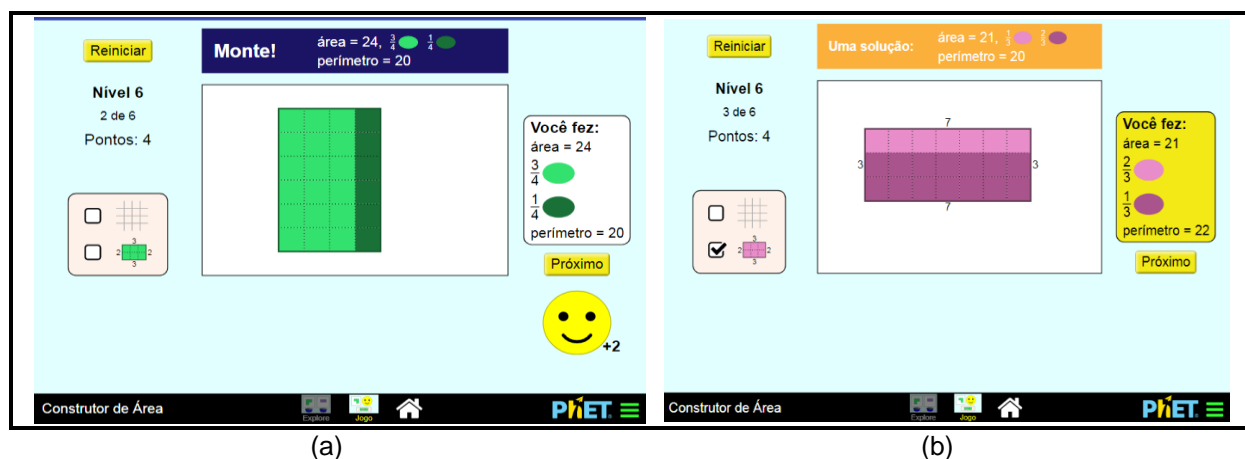 Reiniciar
Monte!
área = 24, 3/4 1/4
perímetro = 20
Nível 6
2 de 6
Pontos: 4
3
2 2
3
Você fez:
área = 24
3/4
1/4
perímetro = 20
Próximo
+2
Construtor de Área
Explore
Jogo
PhET
(a)
Reiniciar
Uma solução:
área = 21, 1/3 2/3
perímetro = 20
Nível 6
3 de 6
Pontos: 4
3
2 2
3
7
3 3
7
Você fez:
área = 21
2/3
1/3
perímetro = 22
Próximo
Construtor de Área
Explore
Jogo
PhET
(b)